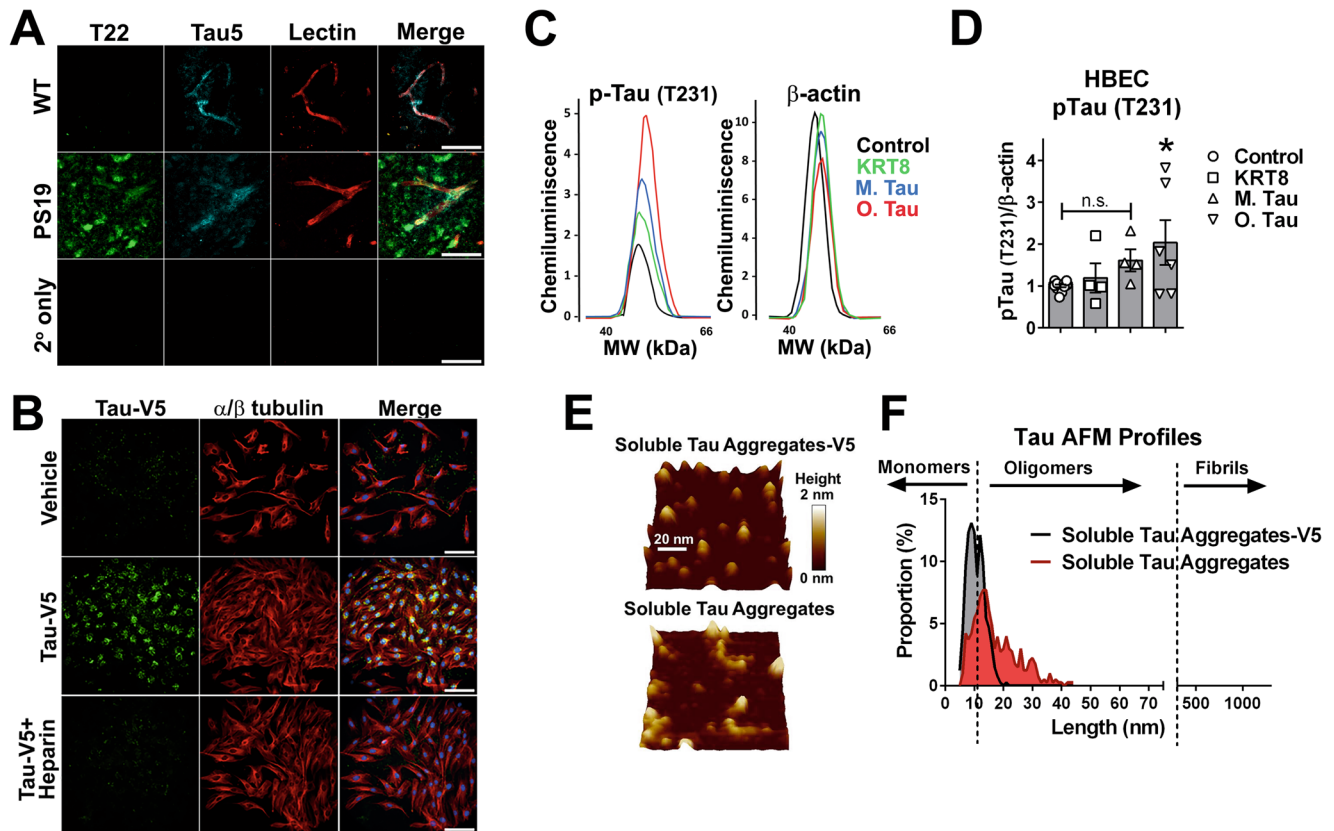 A
T22 Tau5 Lectin Merge
WT
PS19
2° only
B
Tau-V5 α/β tubulin Merge
Vehicle
Tau-V5
Tau-V5+
Heparin
C
p-Tau (T231)
Chemiluminiscence
5
4
3
2
1
0
40 66
MW (kDa)
β-actin
Chemiluminiscence
10
8
6
4
2
0
40 66
MW (kDa)
Control
KRT8
M. Tau
O. Tau
D
HBEC
pTau (T231)
pTau (T231)/β-actin
4
3
2
1
0
n.s.
*
Control
KRT8
M. Tau
O. Tau
E
Soluble Tau Aggregates-V5
Height
2 nm
0 nm
20 nm
Soluble Tau Aggregates
F
Tau AFM Profiles
Monomers Oligomers Fibrils
Proportion (%)
15
10
5
0
Soluble Tau Aggregates-V5
Soluble Tau Aggregates
0 10 20 30 40 50 60 70 500 1000
Length (nm)